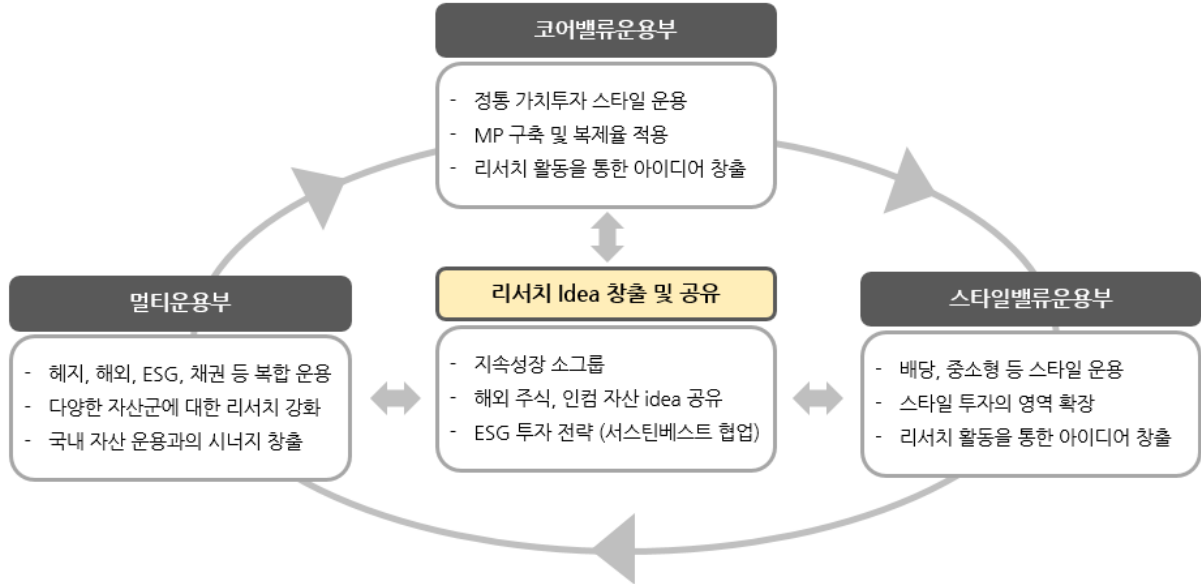 코어밸류운용부
- 정통 가치투자 스타일 운용
- MP 구축 및 복제율 적용
- 리서치 활동을 통한 아이디어 창출
멀티운용부
- 헤지, 해외, ESG, 채권 등 복합 운용
- 다양한 자산군에 대한 리서치 강화
- 국내 자산 운용과의 시너지 창출
리서치 Idea 창출 및 공유
- 지속성장 소그룹
- 해외 주식, 인컴 자산 idea 공유
- ESG 투자 전략 (서스틴베스트 협업)
스타일밸류운용부
- 배당, 중소형 등 스타일 운용
- 스타일 투자의 영역 확장
- 리서치 활동을 통한 아이디어 창출